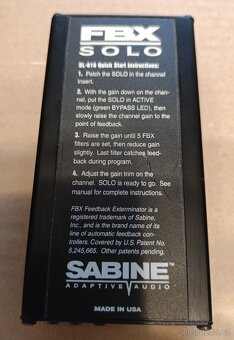 FBX
SOLO
SL-610 Quick Start Instructions:
1. Patch the SOLO in the channel
insert.
2. With the gain down on the chan-
nel, put the SOLO in ACTIVE
mode (green BYPASS LED), then
slowly raise the channel gain to the
point of feedback.
3. Raise the gain until 5 FBX
filters are set, then reduce gain
slightly. Last filter catches feed-
back during program.
4. Adjust the gain trim on the
channel. SOLO is ready to go. See
manual for complete instructions.
FBX Feedback Exterminator is a
registered trademark of Sabine,
Inc., and is the brand name of its
line of automatic feedback con-
trollers. Covered by U.S. Patent No.
5,245,665. Other patents pending.
SABINE™
ADAPTIVE AUDIO
MADE IN USA